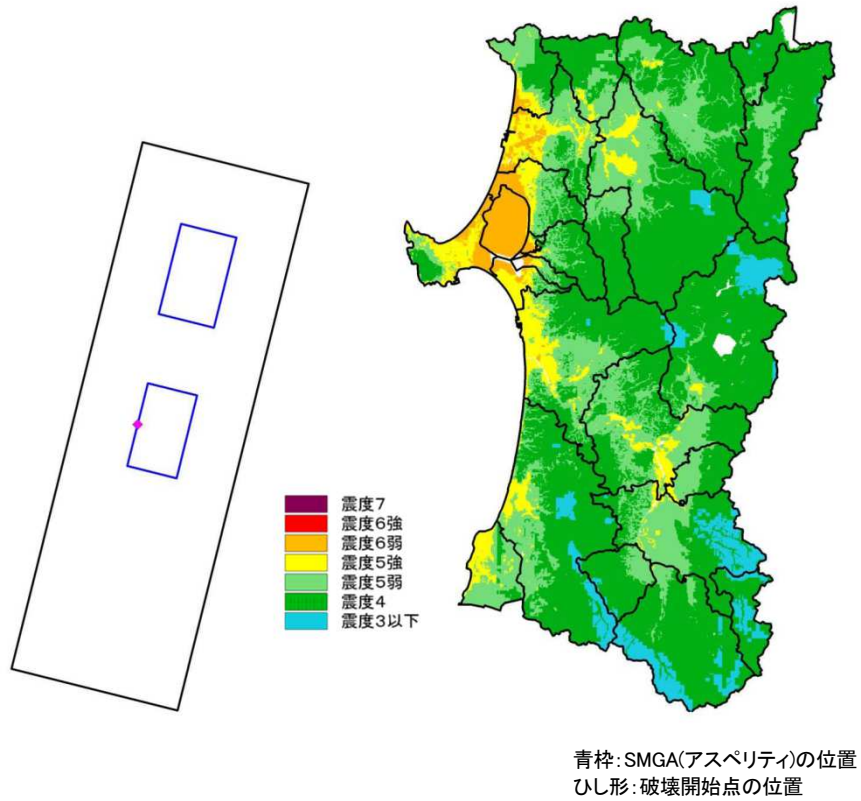 震度7
震度6強
震度6弱
震度5強
震度5弱
震度4
震度3以下
青枠:SMGA(アスペリティ)の位置
ひし形:破壊開始点の位置